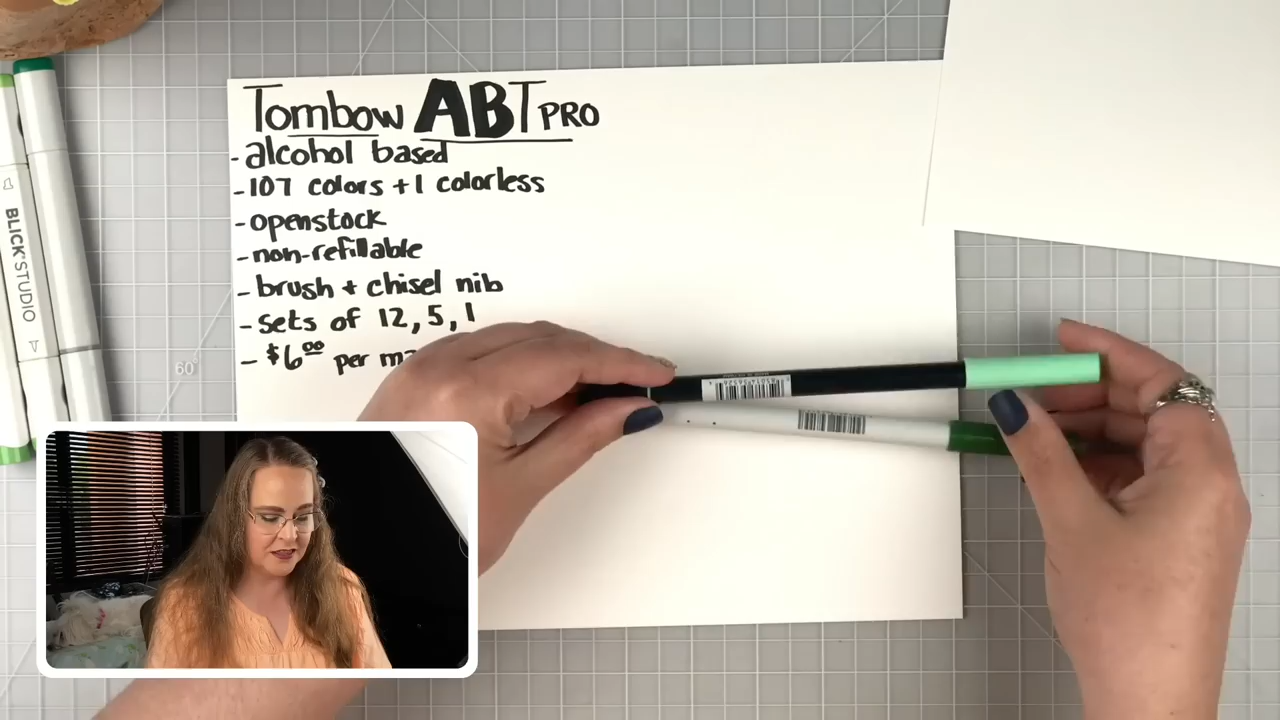 Tombow ABT PRO
- alcohol based
- 107 colors + 1 colorless
- openstock
- non-refillable
- brush + chisel nib
- sets of 12, 5, 1
- $6.00 per
BLICK STUDIO
60°